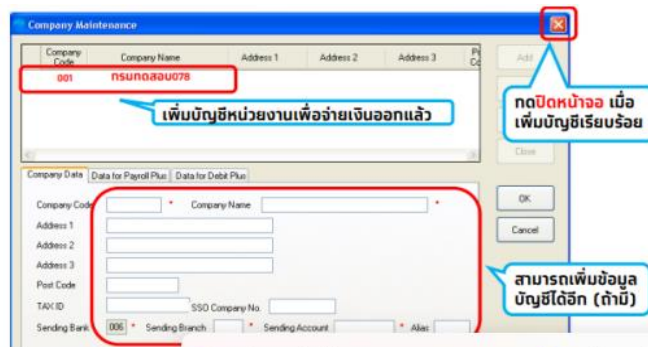 Company Maintenance
Company Code Company Name Address 1 Address 2 Address 3
001 กรมทดสอบ078
Add
เพิ่มบัญชีหน่วยงานเพื่อจ่ายเงินออกแล้ว
กดปิดหน้าจอ เมื่อ
เพิ่มบัญชีเรียบร้อย
Close
Company Data Data for Payroll Plus Data for Debit Plus
Company Code * Company Name *
OK
Address 1
Cancel
Address 2
Address 3
Post Code
สามารถเพิ่มข้อมูล
บัญชีได้อีก (ถ้ามี)
TAX ID SSO Company No.
Sending Bank 006 * Sending Branch * Sending Account * Alias